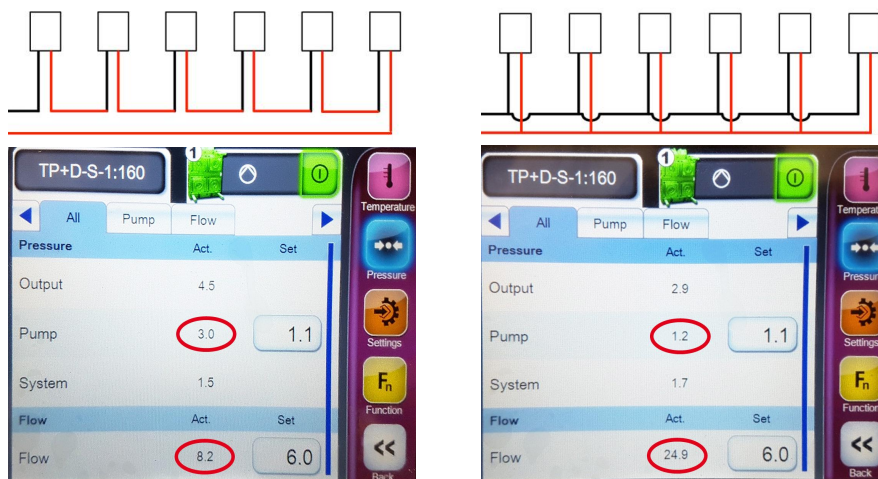 1
TP+D-S-1:160
Temperature
All Pump Flow
Pressure Act. Set
Output 4.5
Pressure
Pump 3.0 1.1
Settings
System 1.5
Fn
Function
Flow Act. Set
Flow 8.2 6.0
<<
Back
1
TP+D-S-1:160
Temperat
All Pump Flow
Pressure Act. Set
Output 2.9
Pressur
Pump 1.2 1.1
Settings
System 1.7
Fn
Function
Flow Act. Set
Flow 24.9 6.0
<<
Back